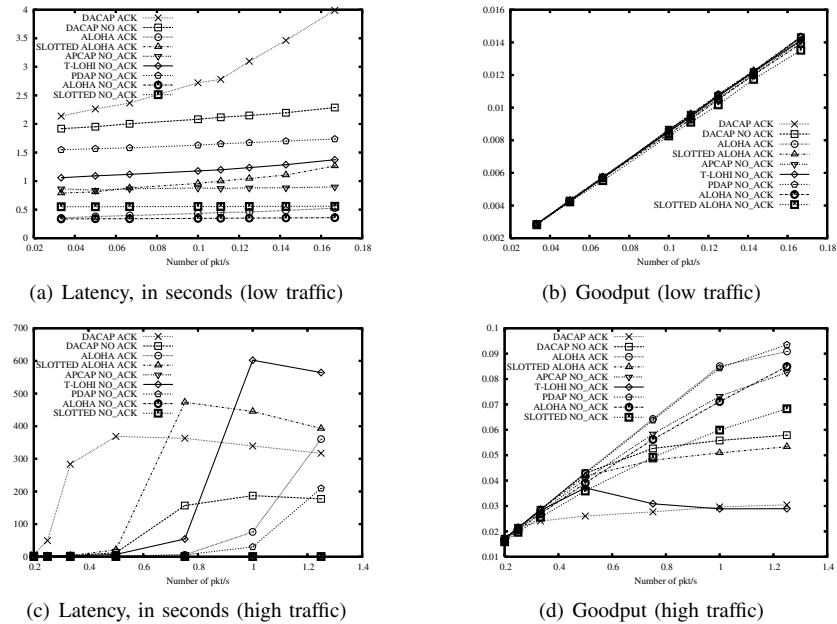 4
3.5
3
2.5
2
1.5
1
0.5
0
DACAP ACK
DACAP NO ACK
ALOHA ACK
SLOTTED ALOHA ACK
APCAP NO_ACK
T-LOHI NO_ACK
PDAP NO_ACK
ALOHA NO_ACK
SLOTTED NO_ACK
0.02 0.04 0.06 0.08 0.1 0.12 0.14 0.16 0.18
Number of pkt/s
(a) Latency, in seconds (low traffic)
0.016
0.014
0.012
0.01
0.008
0.006
0.004
0.002
DACAP ACK
DACAP NO ACK
ALOHA ACK
SLOTTED ALOHA ACK
APCAP NO_ACK
T-LOHI NO_ACK
PDAP NO_ACK
ALOHA NO_ACK
SLOTTED ALOHA NO_ACK
0.02 0.04 0.06 0.08 0.1 0.12 0.14 0.16 0.18
Number of pkt/s
(b) Goodput (low traffic)
700
600
500
400
300
200
100
0
DACAP ACK
DACAP NO ACK
ALOHA ACK
SLOTTED ALOHA ACK
APCAP NO_ACK
T-LOHI NO_ACK
PDAP NO_ACK
ALOHA NO_ACK
SLOTTED NO_ACK
0.2 0.4 0.6 0.8 1 1.2 1.4
Number of pkt/s
(c) Latency, in seconds (high traffic)
0.1
0.09
0.08
0.07
0.06
0.05
0.04
0.03
0.02
0.01
DACAP ACK
DACAP NO ACK
ALOHA ACK
SLOTTED ALOHA ACK
APCAP NO_ACK
T-LOHI NO_ACK
PDAP NO_ACK
ALOHA NO_ACK
SLOTTED NO_ACK
0.2 0.4 0.6 0.8 1 1.2 1.4
Number of pkt/s
(d) Goodput (high traffic)